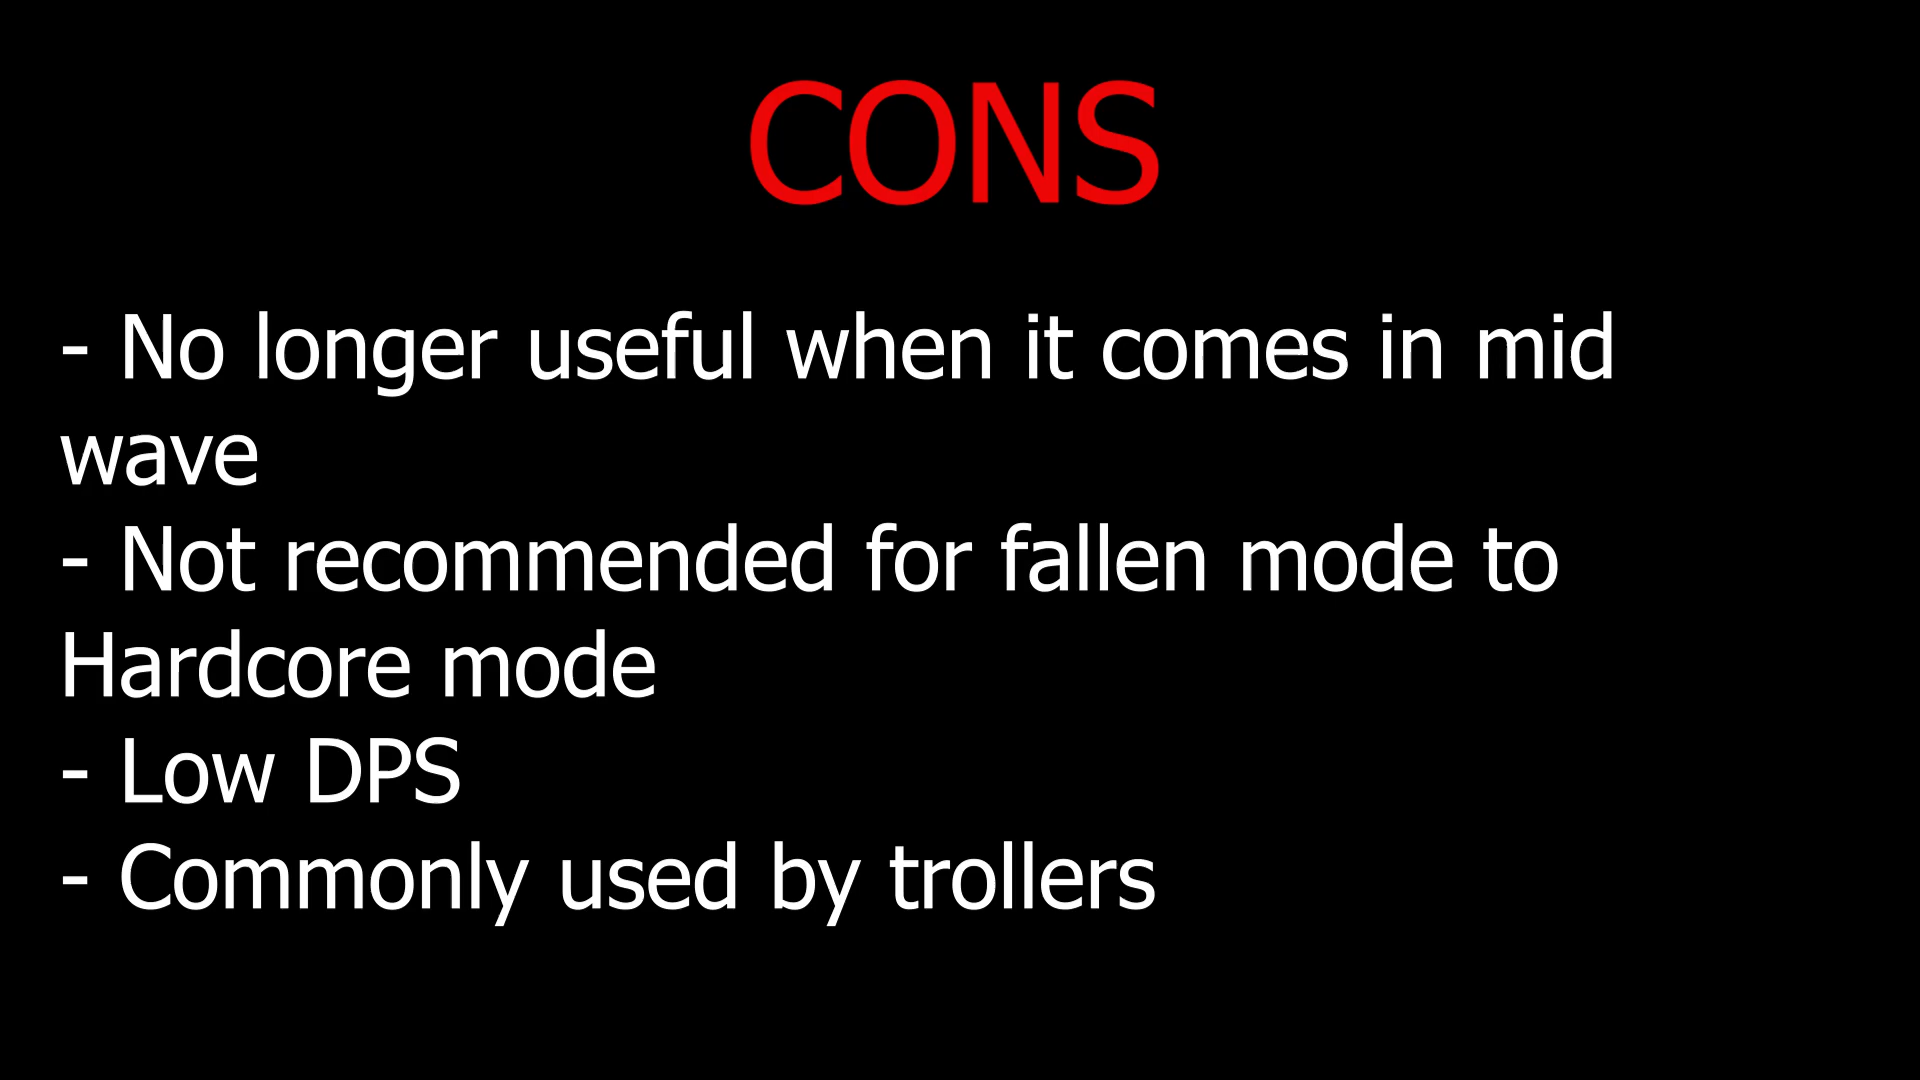 CONS
- No longer useful when it comes in mid
wave
- Not recommended for fallen mode to
Hardcore mode
- Low DPS
- Commonly used by trollers